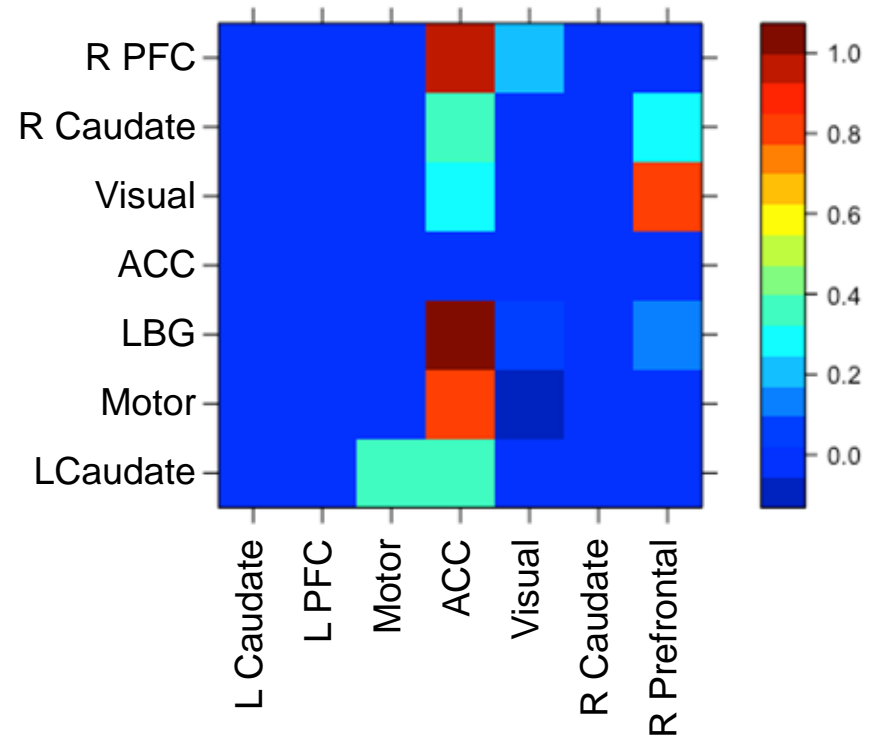 R PFC
R Caudate
Visual
ACC
LBG
Motor
LCaudate
L Caudate
L PFC
Motor
ACC
Visual
R Caudate
R Prefrontal
1.0
0.8
0.6
0.4
0.2
0.0